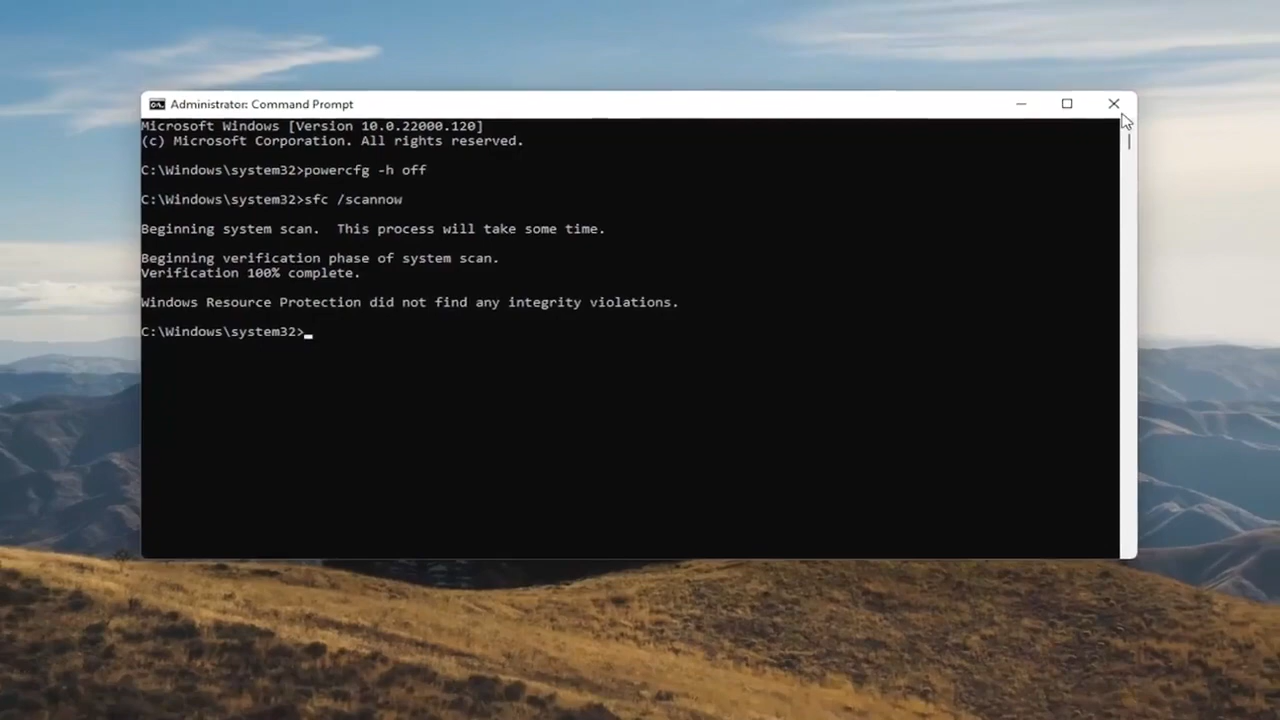 Administrator: Command Prompt
Microsoft Windows [Version 10.0.22000.120]
(c) Microsoft Corporation. All rights reserved.
C:\Windows\system32>powercfg -h off
C:\Windows\system32>sfc /scannow
Beginning system scan.  This process will take some time.
Beginning verification phase of system scan.
Verification 100% complete.
Windows Resource Protection did not find any integrity violations.
C:\Windows\system32>